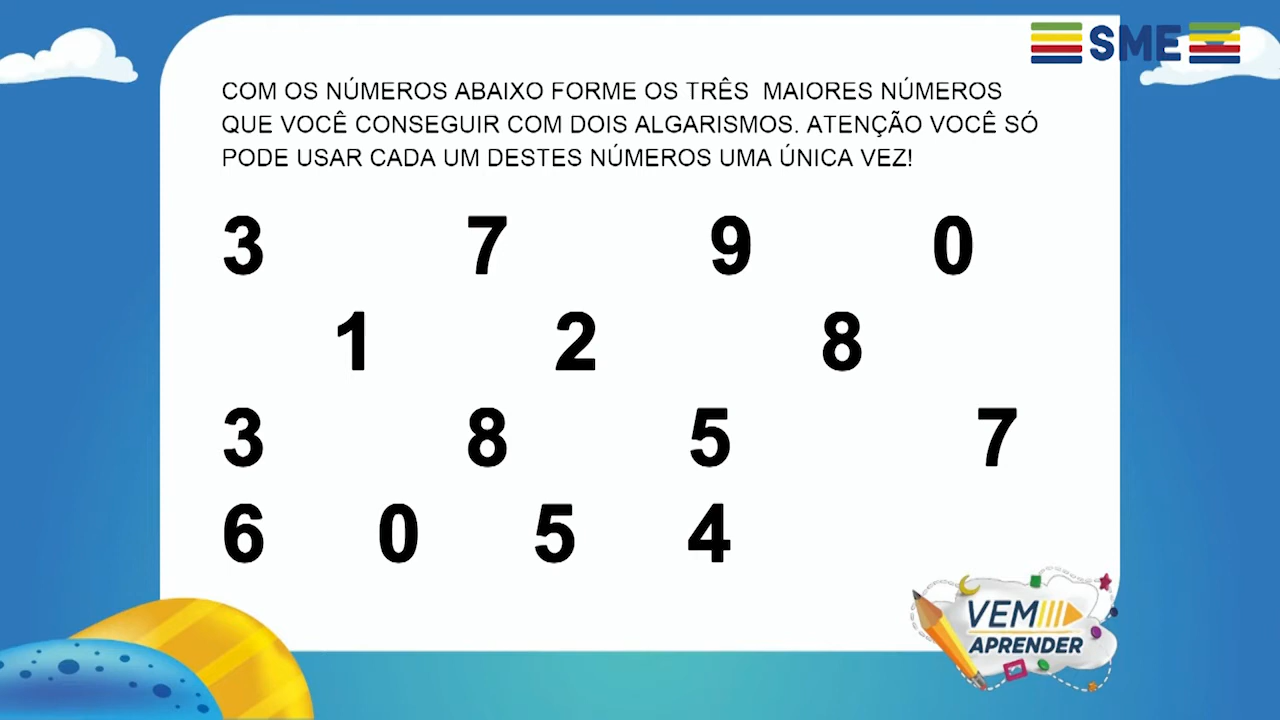 SME
COM OS NÚMEROS ABAIXO FORME OS TRÊS MAIORES NÚMEROS
QUE VOCÊ CONSEGUIR COM DOIS ALGARISMOS. ATENÇÃO VOCÊ SÓ
PODE USAR CADA UM DESTES NÚMEROS UMA ÚNICA VEZ!
3 7 9 0
1 2 8
3 8 5 7
6 0 5 4
VEM
APRENDER